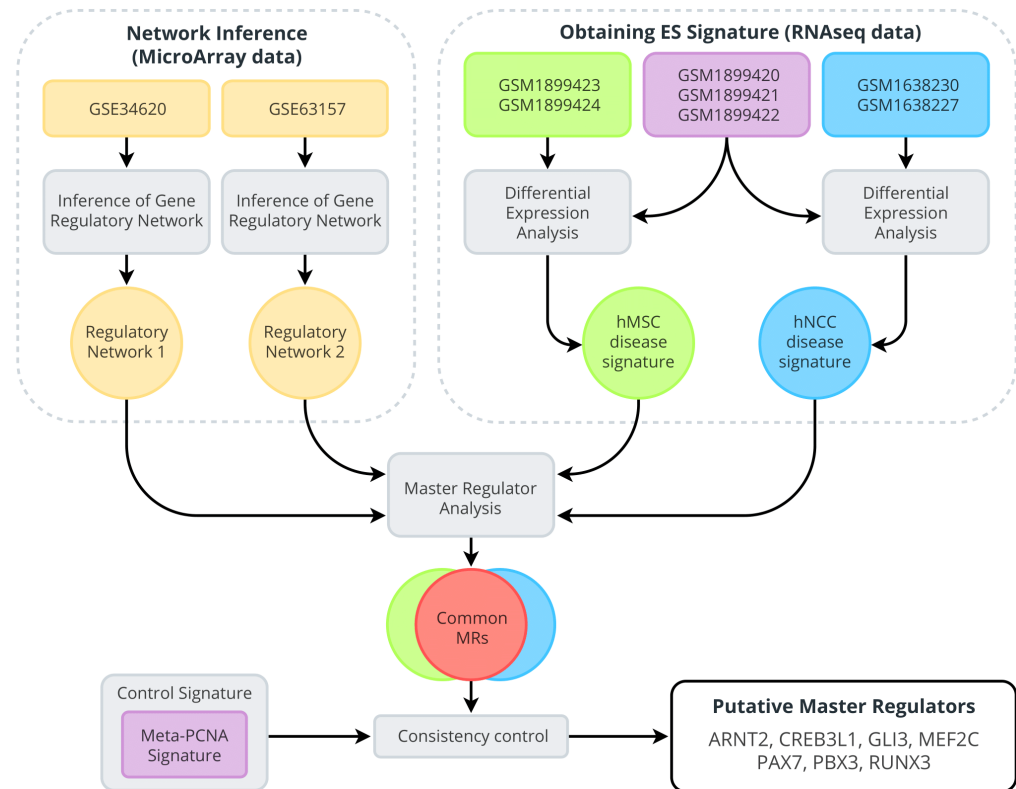 Network Inference
(MicroArray data)
GSE34620
GSE63157
Inference of Gene
Regulatory Network
Inference of Gene
Regulatory Network
Regulatory
Network 1
Regulatory
Network 2
Obtaining ES Signature (RNAseq data)
GSM1899423
GSM1899424
GSM1899420
GSM1899421
GSM1899422
GSM1638230
GSM1638227
Differential
Expression
Analysis
Differential
Expression
Analysis
hMSC
disease
signature
hNCC
disease
signature
Master Regulator
Analysis
Common
MRs
Control Signature
Meta-PCNA
Signature
Consistency control
Putative Master Regulators
ARNT2, CREB3L1, GLI3, MEF2C
PAX7, PBX3, RUNX3